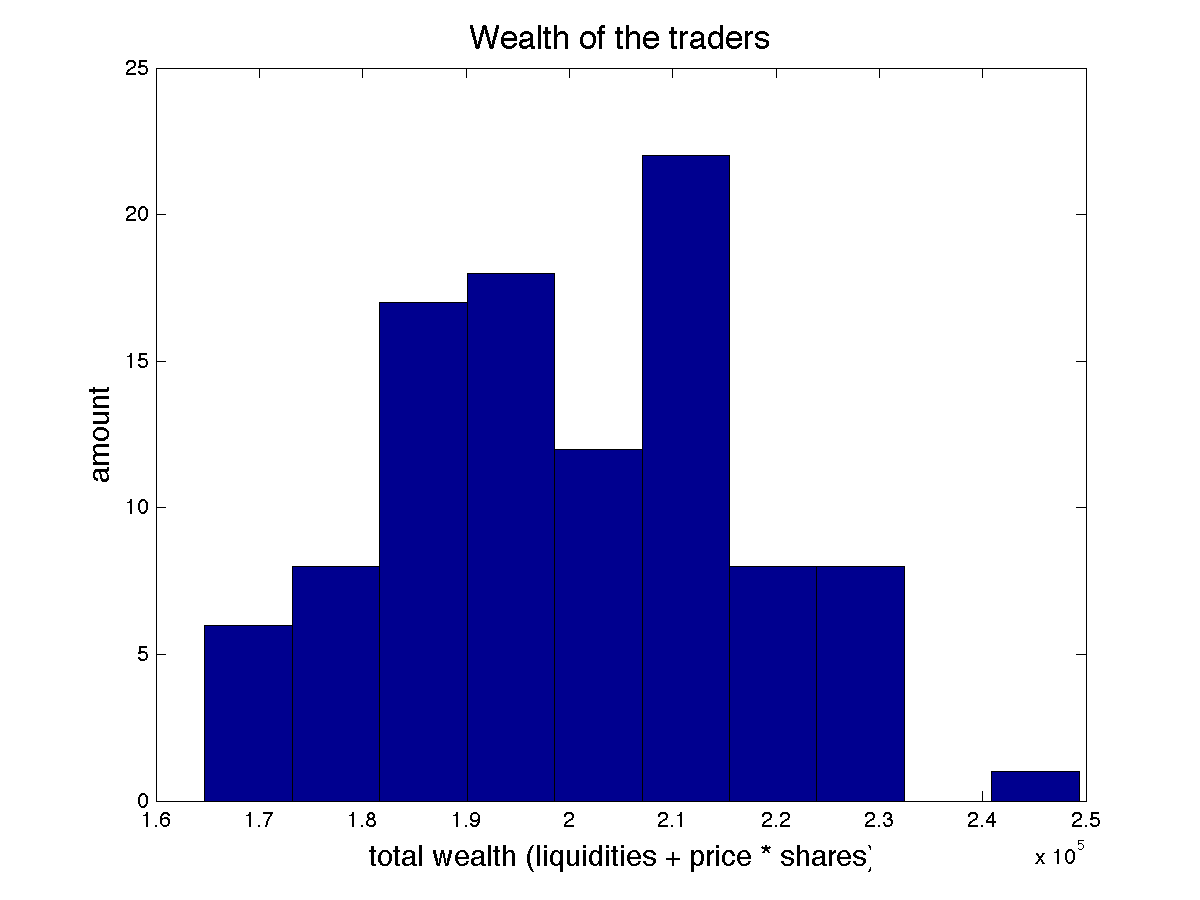 Wealth of the traders
25
20
15
10
5
0
amount
1.6 1.7 1.8 1.9 2 2.1 2.2 2.3 2.4 2.5
total wealth (liquidities + price * shares)
x 10^5